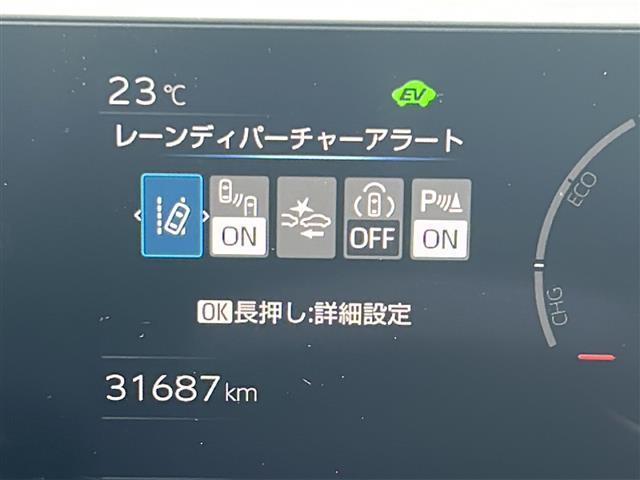 23℃
EV
レーンディパーチャーアラート
ON
OFF
P
ON
OK長押し:詳細設定
ECO
CHG
31687km